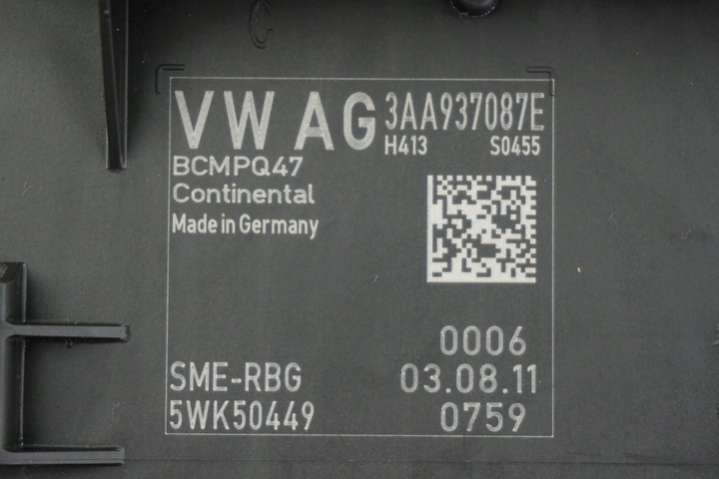 VW AG 3AA937087E
H413 S0455
BCMPQ47
Continental
Made in Germany
0006
SME-RBG 03.08.11
5WK50449 0759